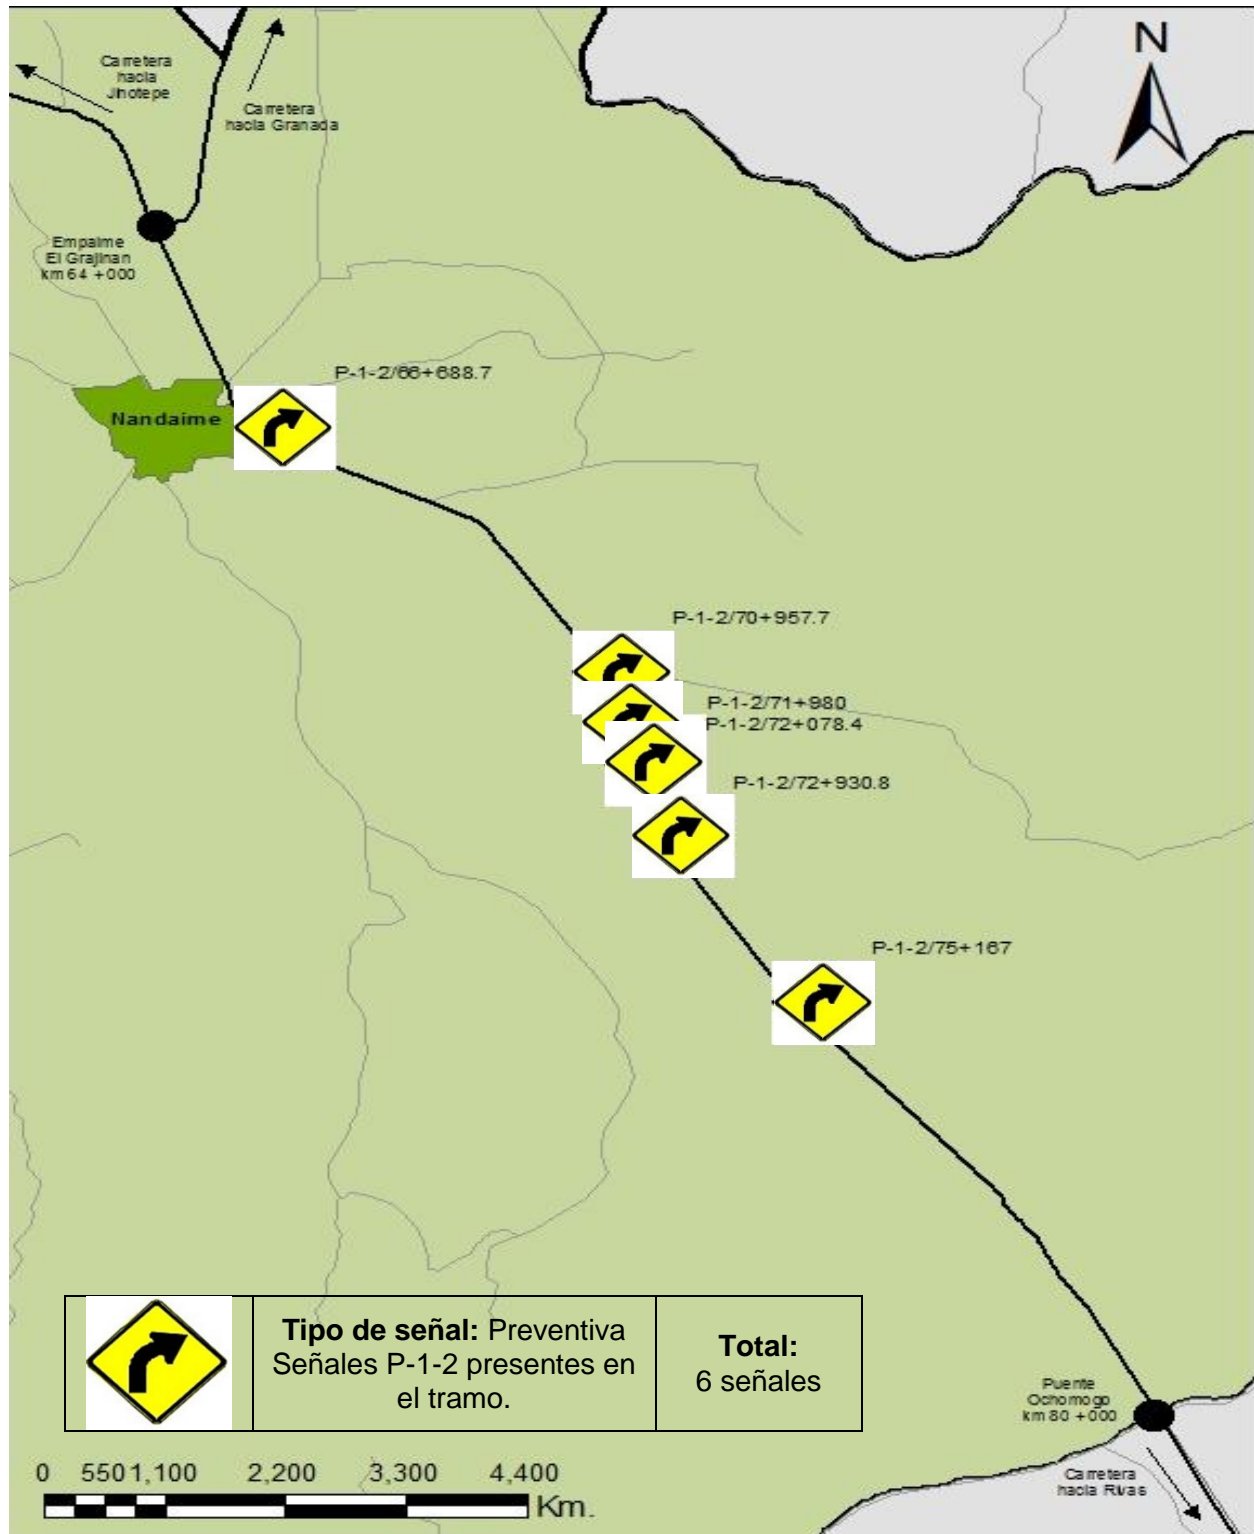 N
Carretera
hacia
Jinotepe
Carretera
hacia Granada
Empalme
El Grajinan
km 64 +000
P-1-2/66+688.7
Nandaime
P-1-2/70+957.7
P-1-2/71+980
P-1-2/72+078.4
P-1-2/72+930.8
P-1-2/75+167
Tipo de señal: Preventiva
Señales P-1-2 presentes en
el tramo.
Total:
6 señales
Puente
Ochomogo
km 80 +000
Carretera
hacia Rivas
0 550 1,100 2,200 3,300 4,400
Km.